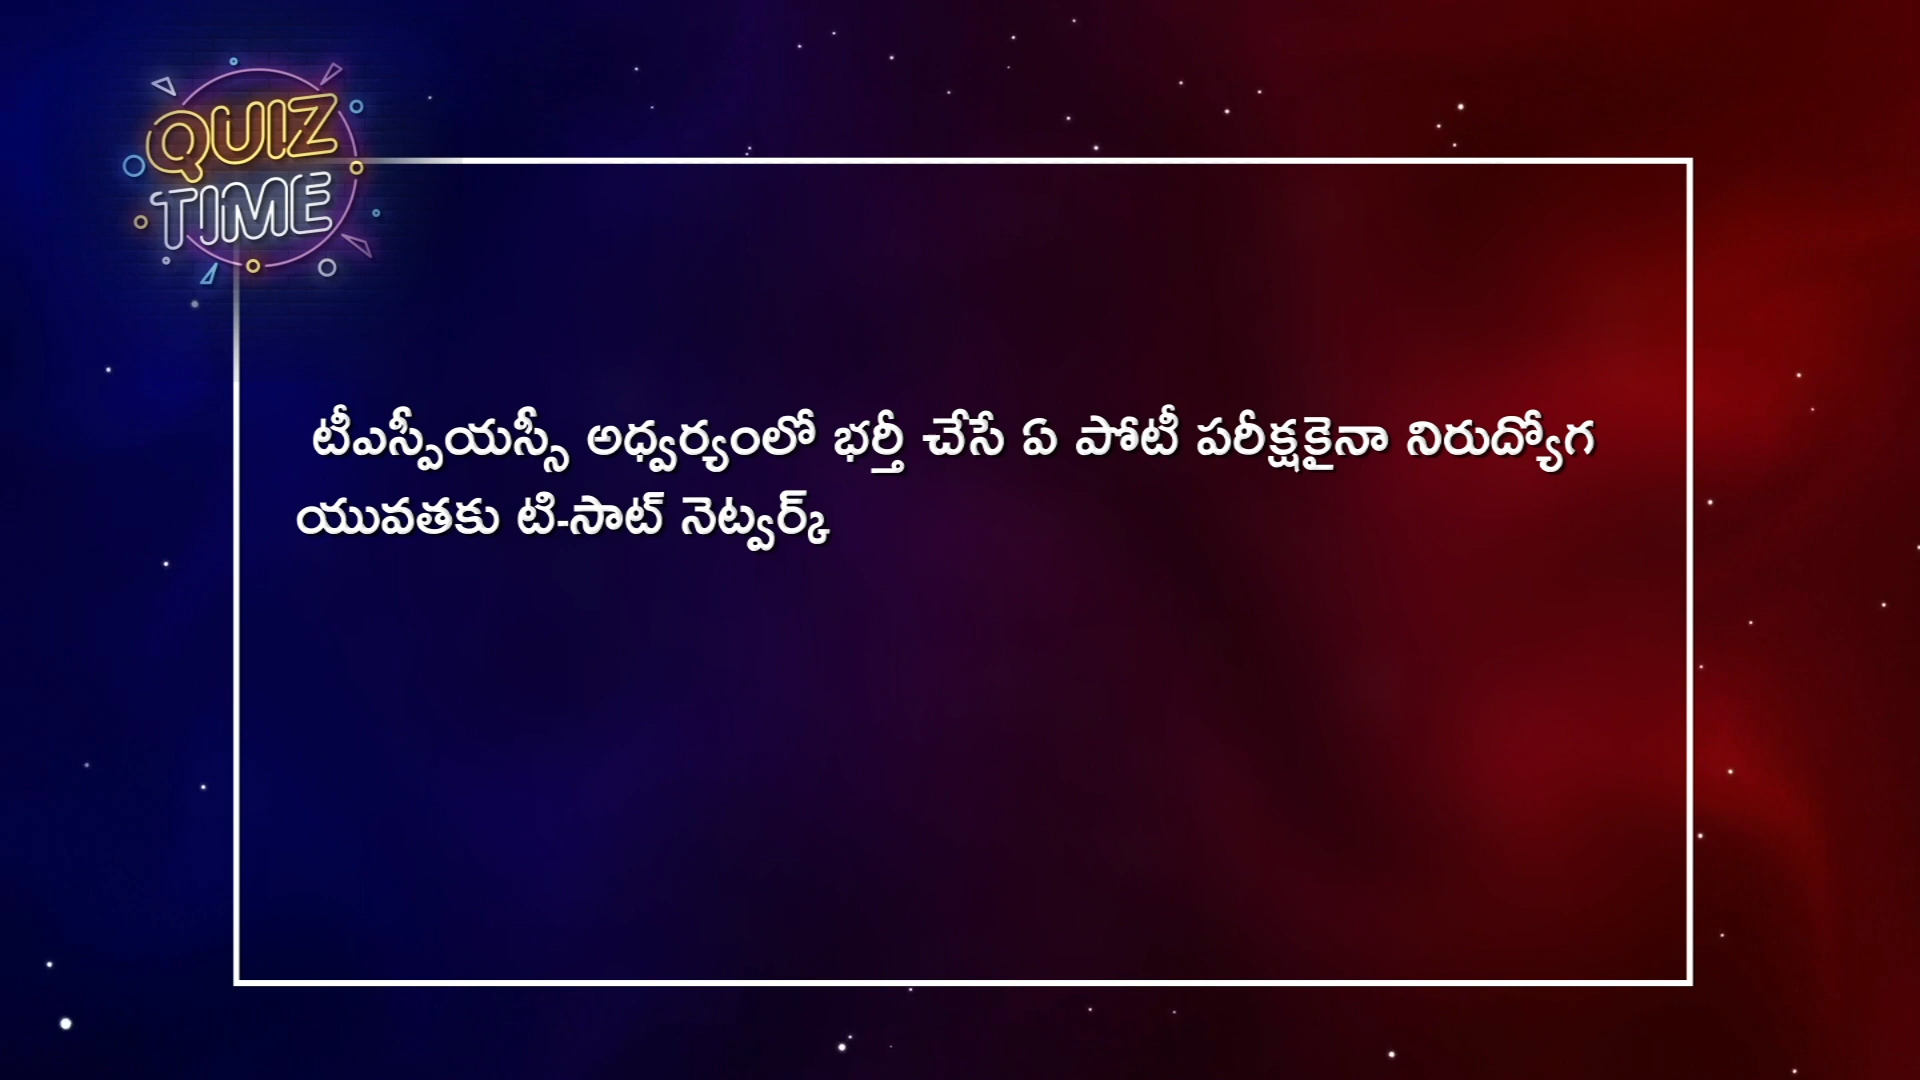 QUIZ
TIME
టీఎస్పీయస్సీ అధ్వర్యంలో భర్తీ చేసే ఏ పోటీ పరీక్షకైనా నిరుద్యోగ
యువతకు టి-సాట్ నెట్వర్క్